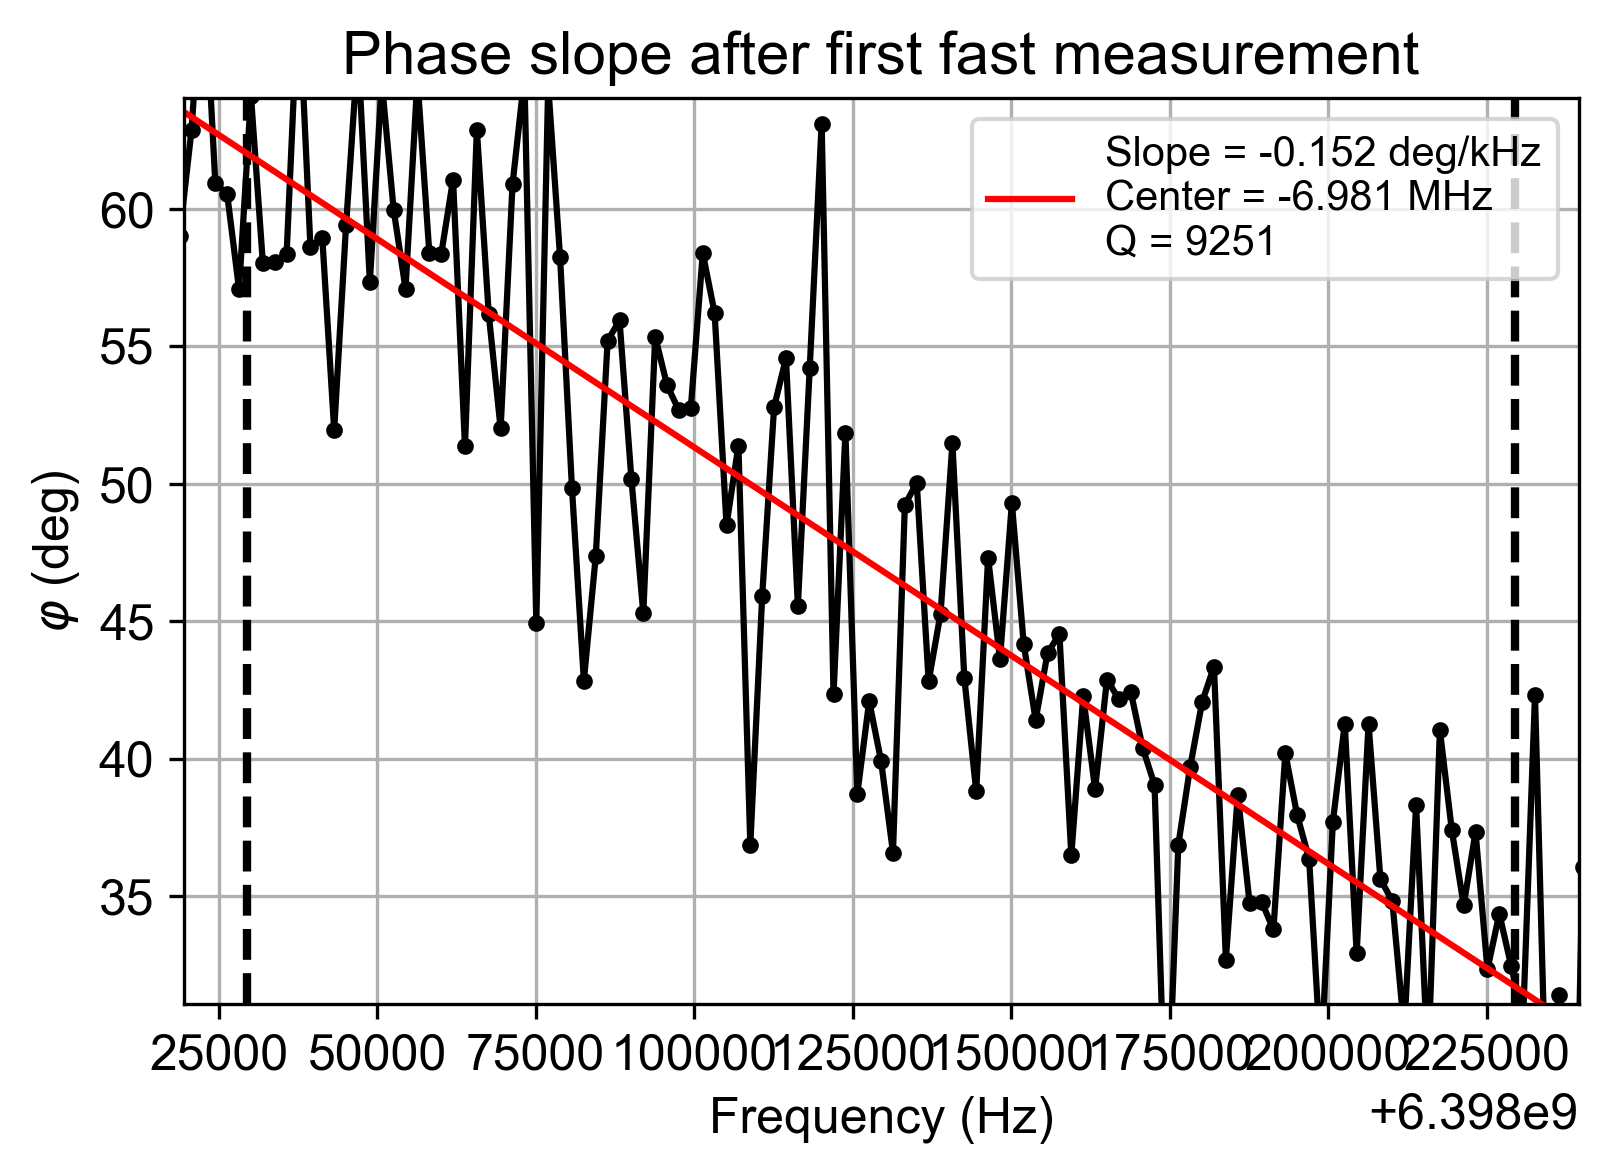 Phase slope after first fast measurement
Slope = -0.152 deg/kHz
Center = -6.981 MHz
Q = 9251
60
55
50
45
40
35
φ (deg)
25000 50000 75000 100000 125000 150000 175000 200000 225000
Frequency (Hz)
+6.398e9